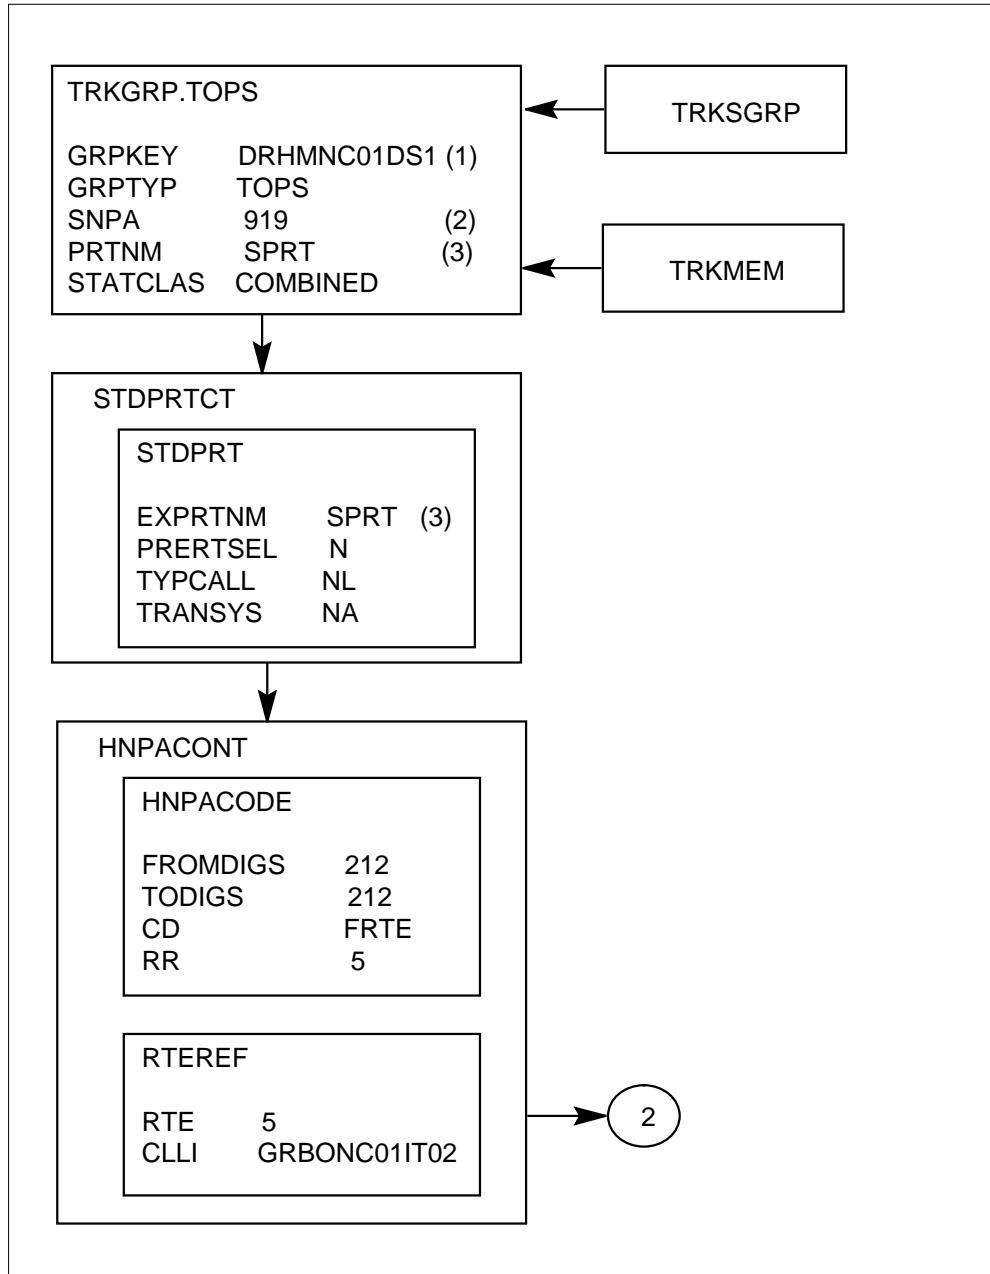 TRKGRP.TOPS
GRPKEY DRHMNC01DS1 (1)
GRPTYP TOPS
SNPA 919 (2)
PRTNM SPRT (3)
STATCLAS COMBINED
TRKSGRP
TRKMEM
STDPRTCT
STDPRT
EXPRTNM SPRT (3)
PRERTSEL N
TYPCALL NL
TRANSYS NA
HNPACONT
HNPACODE
FROMDIGS 212
TODIGS 212
CD FRTE
RR 5
RTEREF
RTE 5
CLLI GRBONC01IT02
2